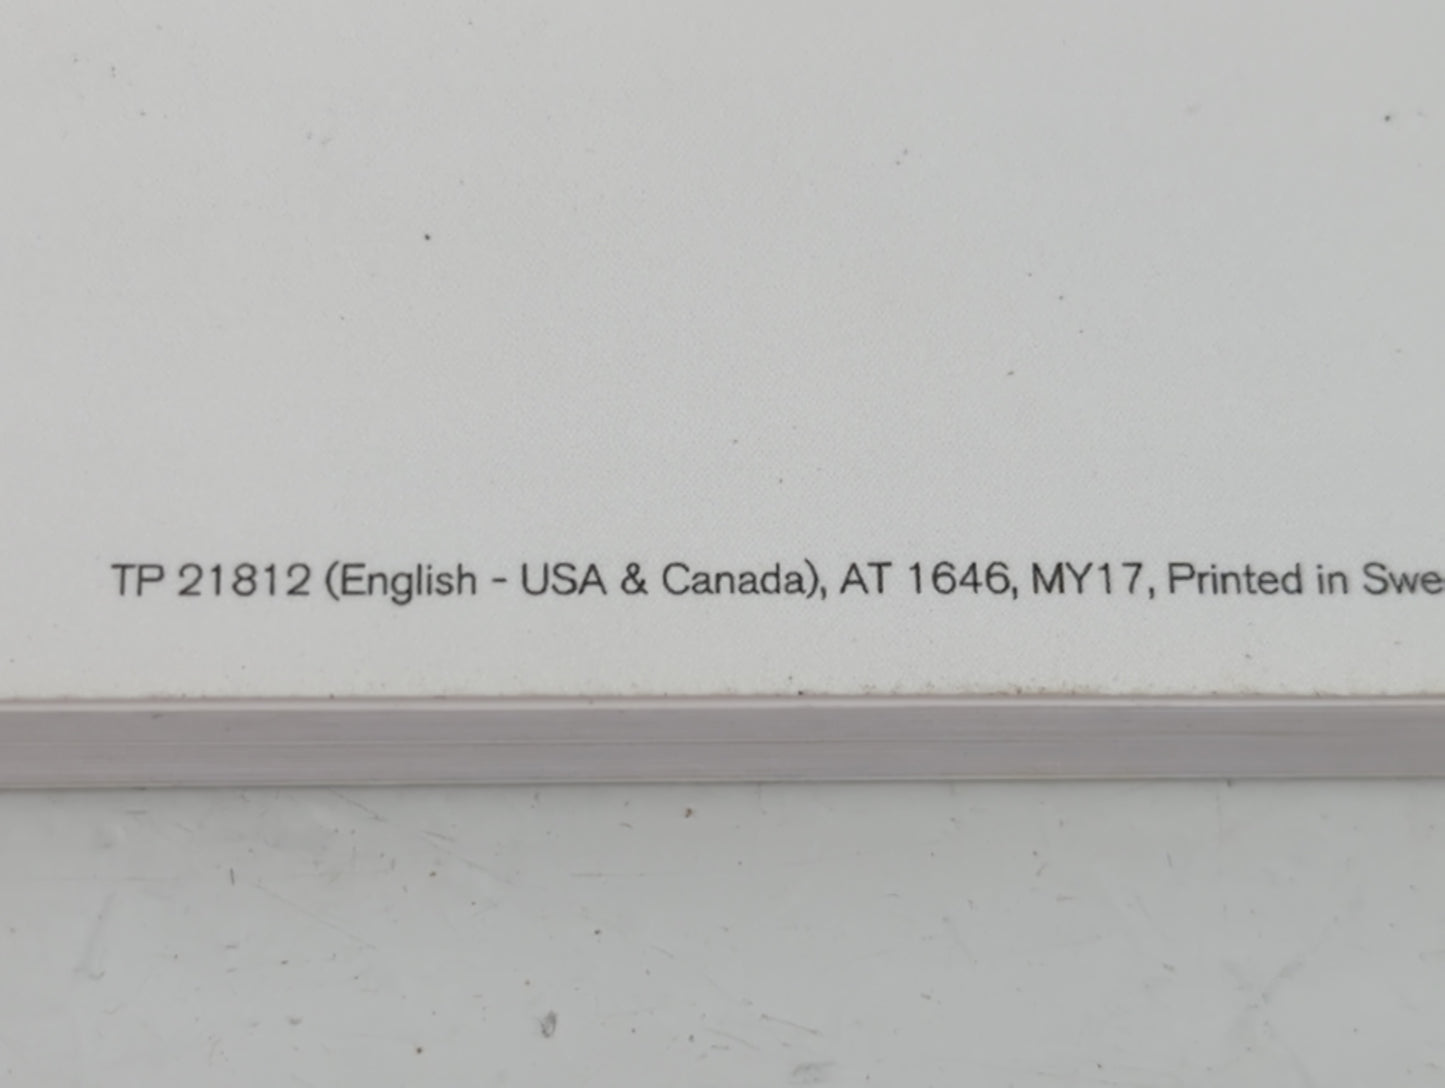 TP 21812 (English - USA & Canada), AT 1646, MY17, Printed in Swe